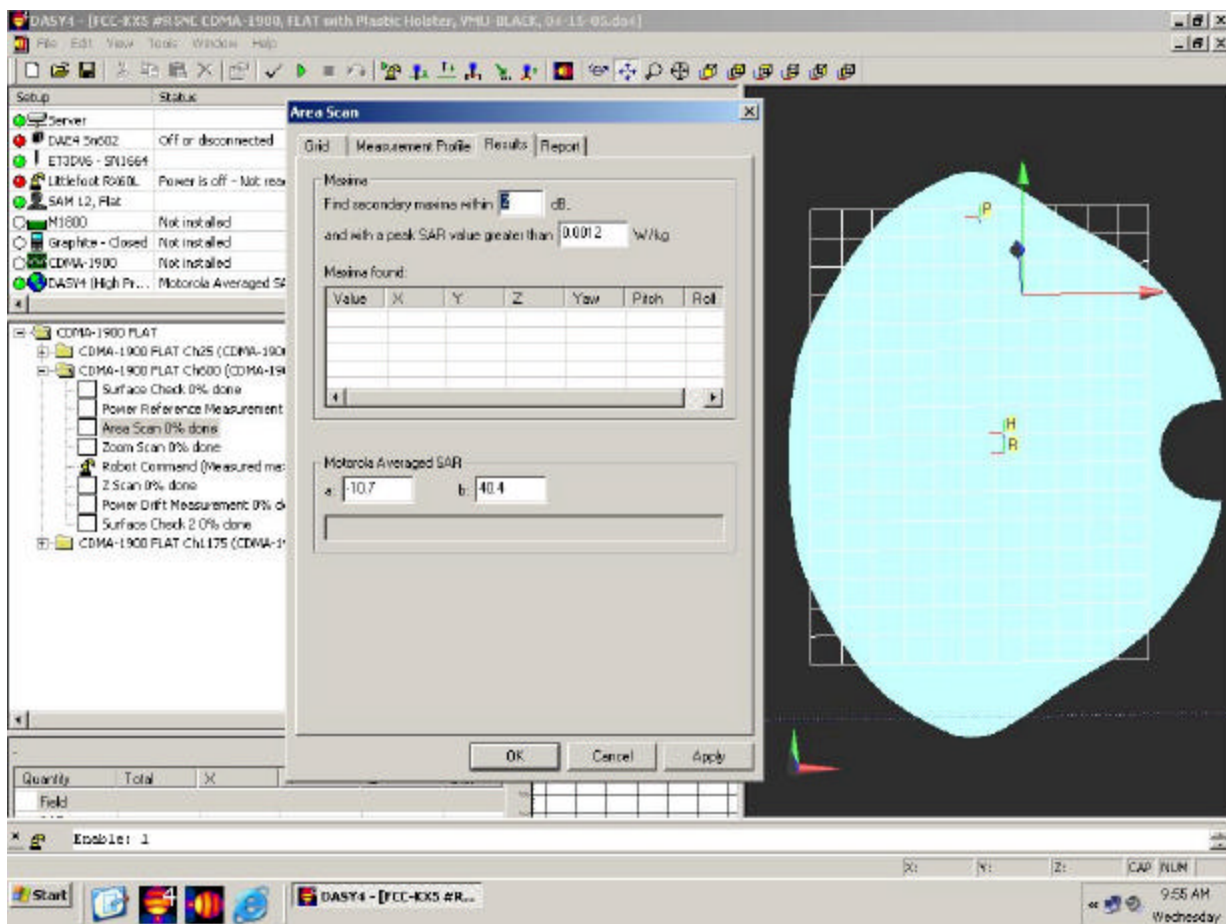 DASY4 - [FCC-KX5 #RSNE CDMA-1900, FLAT with Plastic Holster, VMU-BLACK, 04-15-05.da4]
File Edit View Tools Window Help
Setup Status
Server
DAE4 Sn602 Off or disconnected
ET3DV6 - SN1664
Littlefoot RX60L Power is off - Not rea
SAM 12, Flat
M1800 Not installed
Graphite - Closed Not installed
CDMA-1900 Not installed
DASY4 (High Pr... Motorola Averaged SA
CDMA-1900 FLAT
CDMA-1900 FLAT Ch25 (CDMA-190
CDMA-1900 FLAT Ch600 (CDMA-19
Surface Check 0% done
Power Reference Measurement
Area Scan 0% done
Zoom Scan 0% done
Robot Command (Measured ma
Z Scan 0% done
Power Drift Measurement 0% d
Surface Check 2 0% done
CDMA-1900 FLAT Ch1175 (CDMA-1
Quantity Total X
Field
Area Scan
Grid Measurement Profile Results Report
Maxima
Find secondary maxima within 2 dB.
and with a peak SAR value greater than 0.0012 W/kg
Maxima found:
Value X Y Z Yaw Pitch Roll
Motorola Averaged SAR
a: -10.7 b: 40.4
OK Cancel Apply
P
H
R
Enable: 1
X: Y: Z: CAP NUM
Start DASY4 - [FCC-KX5 #R... 9:55 AM
Wednesday